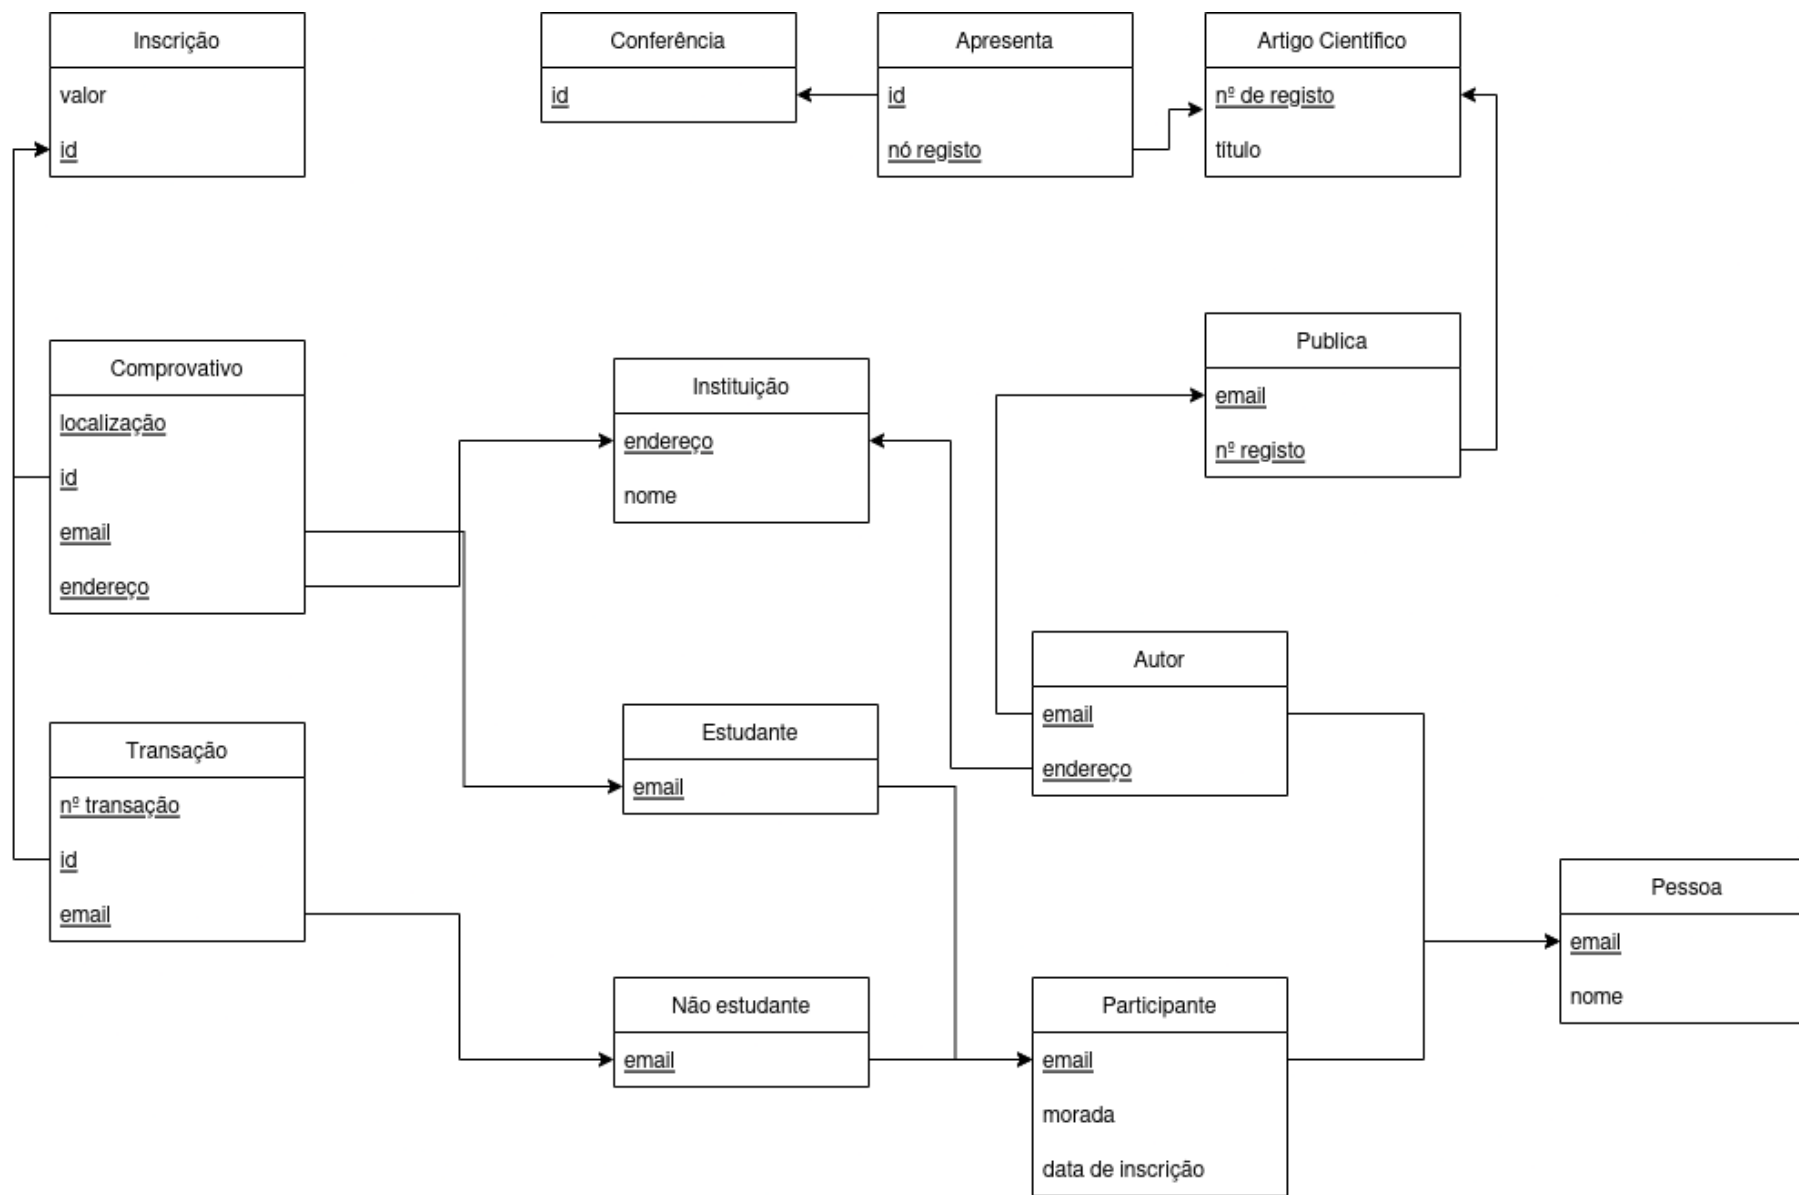 Inscrição
valor
id
Conferência
id
Apresenta
id
nó registo
Artigo Científico
nº de registo
título
Comprovativo
localização
id
email
endereço
Instituição
endereço
nome
Publica
email
nº registo
Transação
nº transação
id
email
Estudante
email
Autor
email
endereço
Não estudante
email
Participante
email
morada
data de inscrição
Pessoa
email
nome